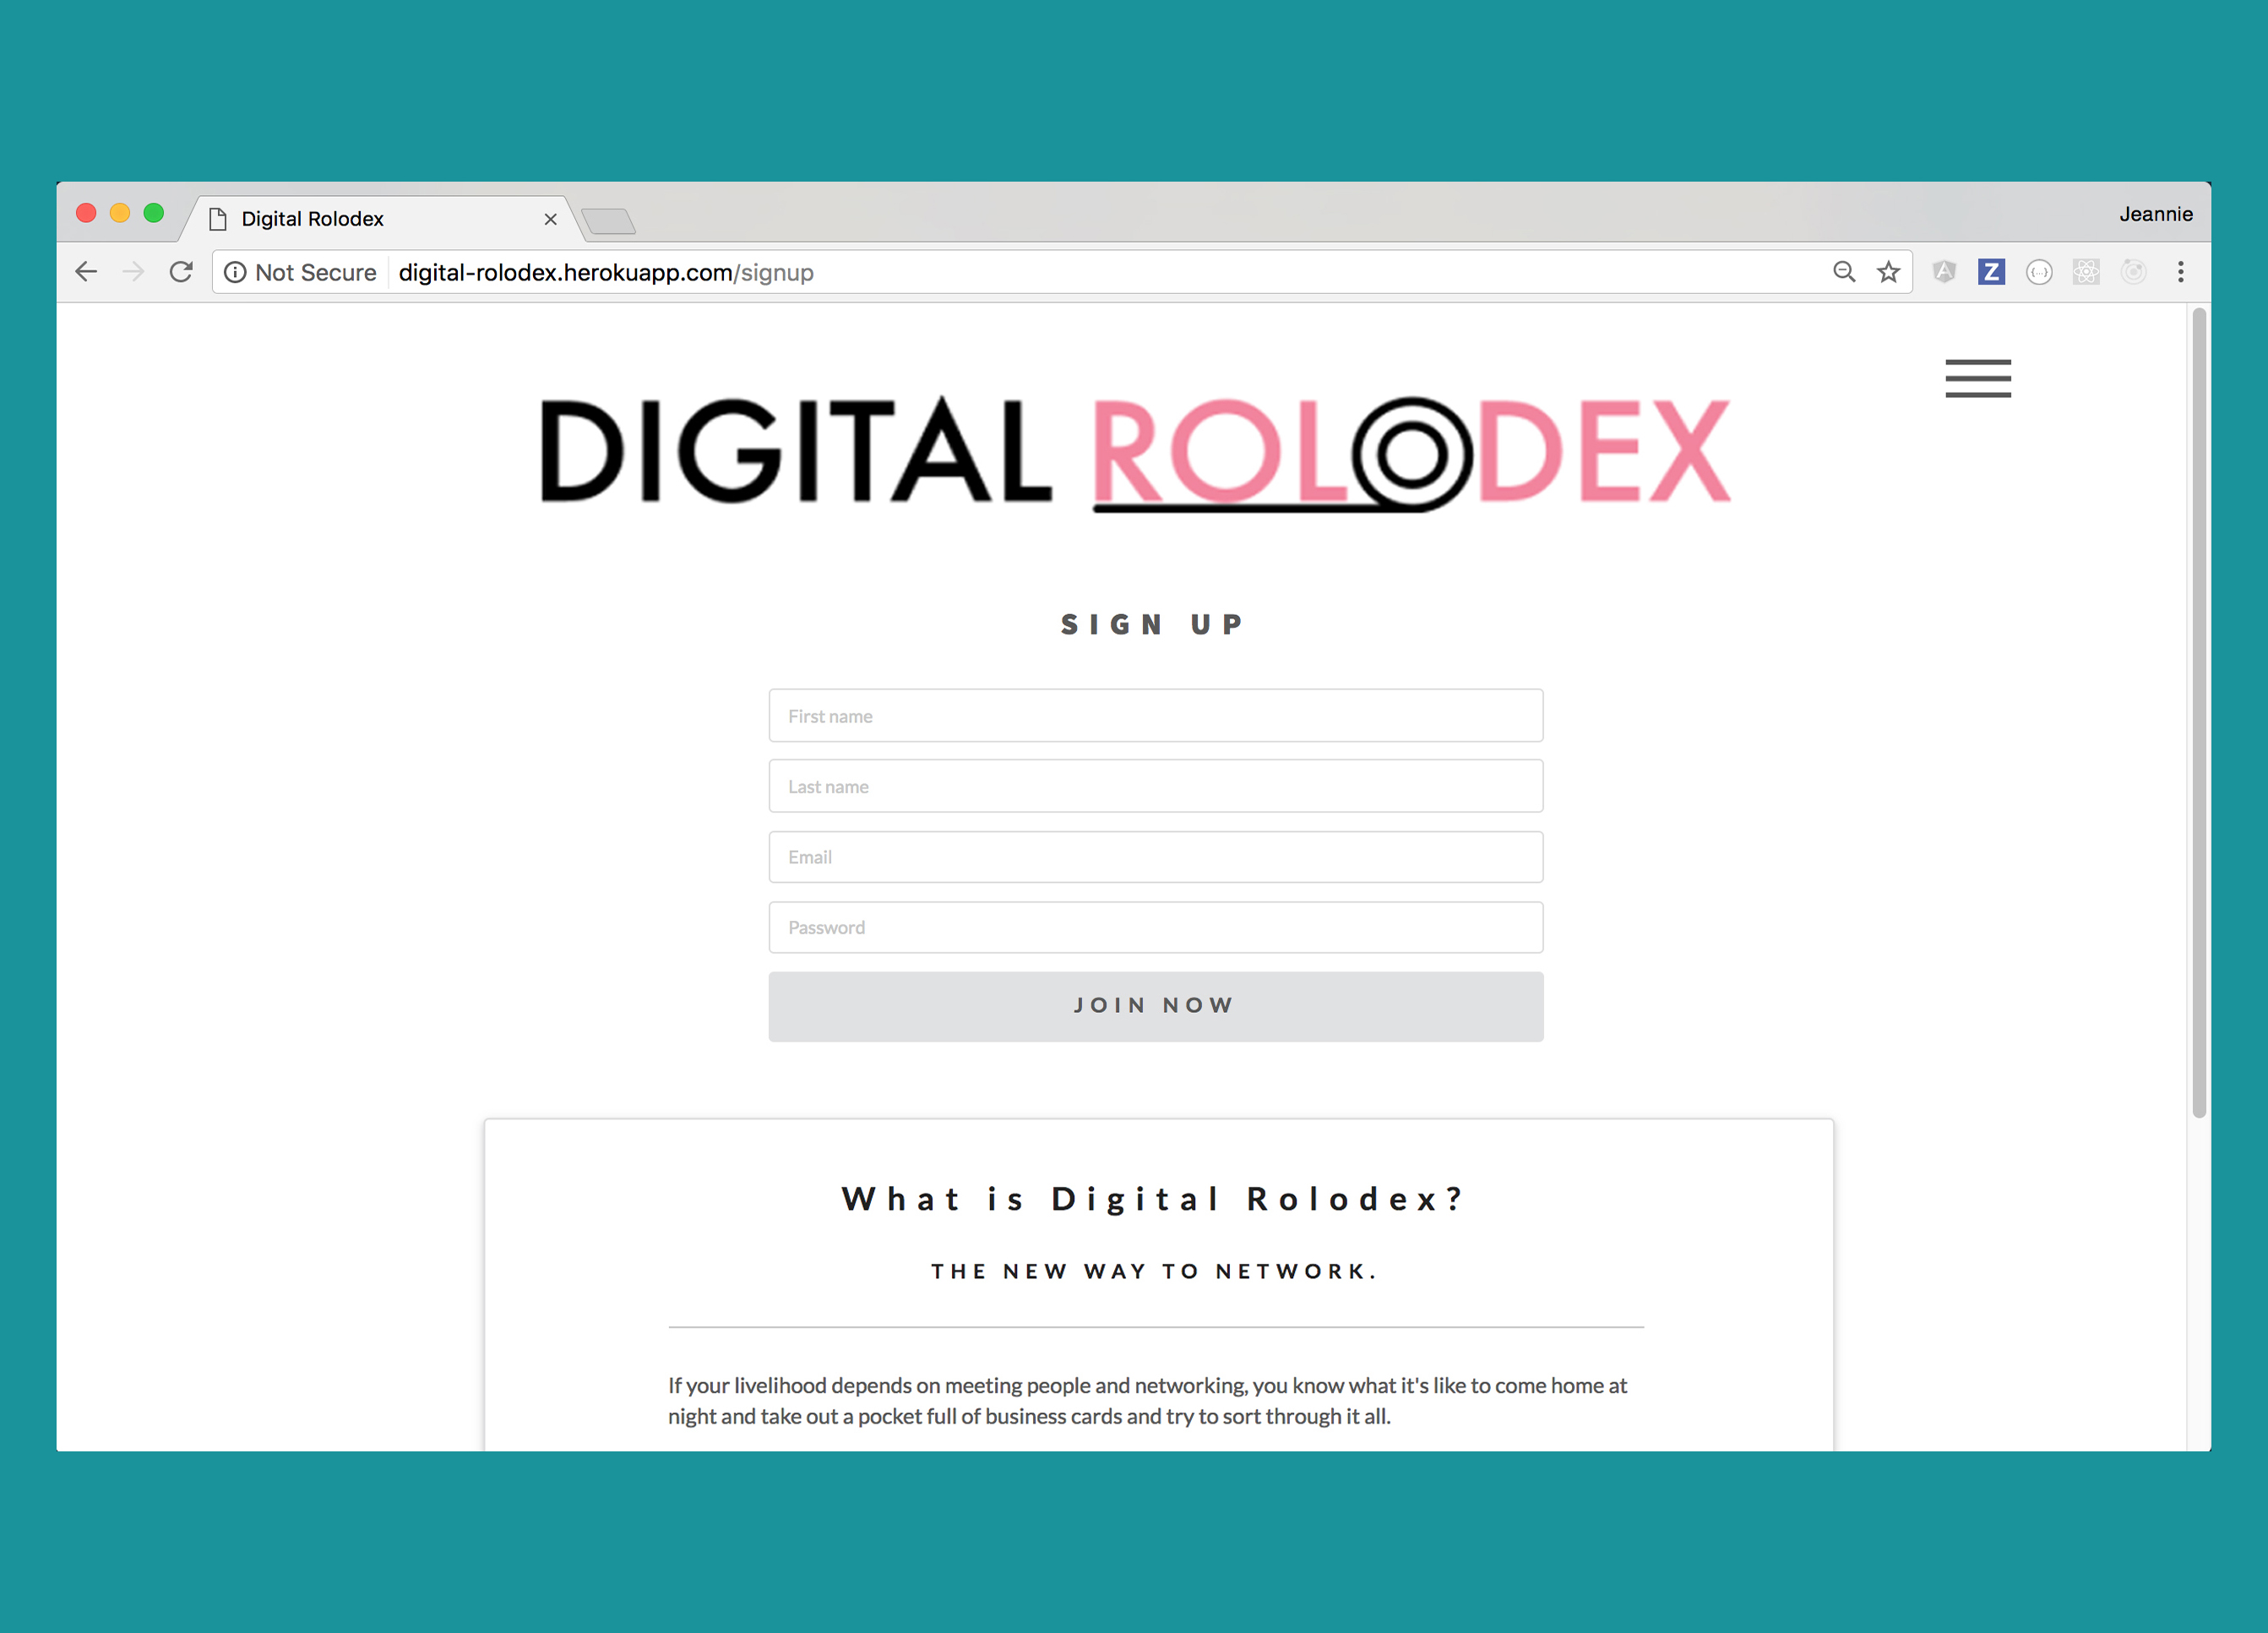 Digital Rolodex
Jeannie
Not Secure digital-rolodex.herokuapp.com/signup
Z
DIGITAL ROLODEX
SIGN UP
First name
Last name
Email
Password
JOIN NOW
What is Digital Rolodex?
THE NEW WAY TO NETWORK.
If your livelihood depends on meeting people and networking, you know what it's like to come home at
night and take out a pocket full of business cards and try to sort through it all.